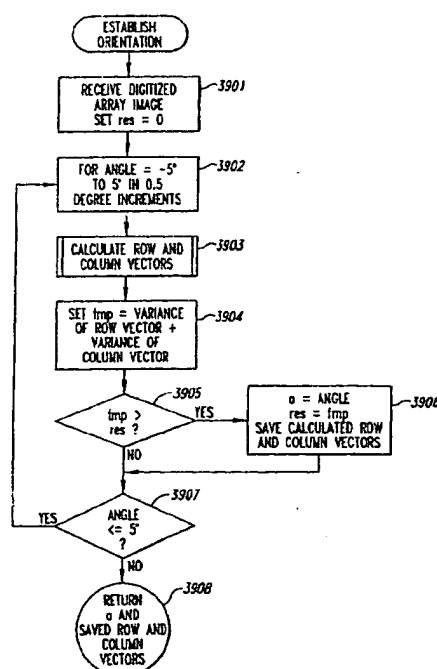 ESTABLISH
ORIENTATION
3901
RECEIVE DIGITIZED
ARRAY IMAGE
SET res = 0
3902
FOR ANGLE = -5°
TO 5° IN 0.5
DEGREE INCREMENTS
3903
CALCULATE ROW AND
COLUMN VECTORS
3904
SET tmp = VARIANCE
OF ROW VECTOR +
VARIANCE OF
COLUMN VECTOR
3905
tmp >
res ?
YES
NO
3906
a = ANGLE
res = tmp
SAVE CALCULATED ROW
AND COLUMN VECTORS
3907
ANGLE
<= 5°
?
YES
NO
3908
RETURN
a AND
SAVED ROW AND
COLUMN
VECTORS